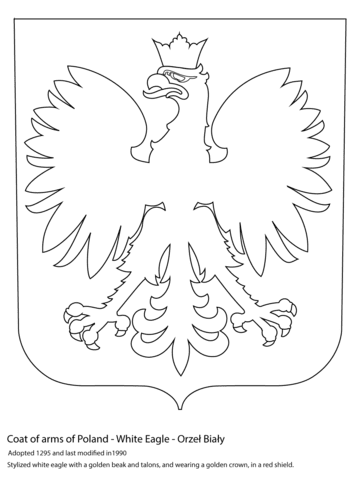 Coat of arms of Poland - White Eagle - Orzeł Biały
Adopted 1295 and last modified in1990
Stylized white eagle with a golden beak and talons, and wearing a golden crown, in a red shield.